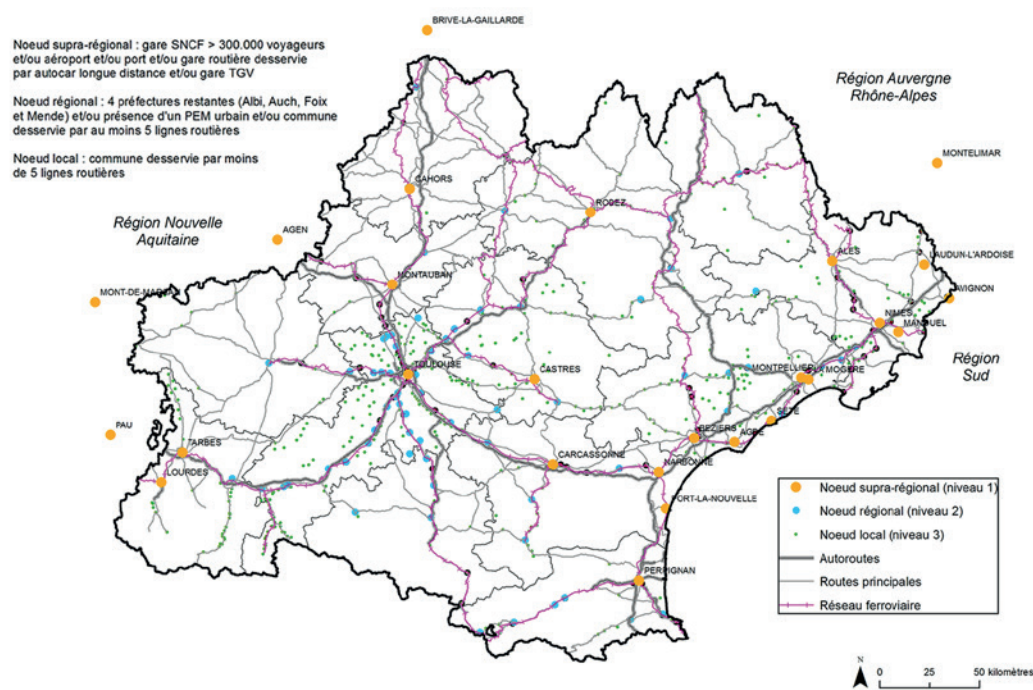 BRIVE-LA-GAILLARDE
Noeud supra-régional : gare SNCF > 300.000 voyageurs
et/ou aéroport et/ou port et/ou gare routière desservie
par autocar longue distance et/ou gare TGV
Noeud régional : 4 préfectures restantes (Albi, Auch, Foix
et Mende) et/ou présence d'un PEM urbain et/ou commune
desservie par au moins 5 lignes routières
Noeud local : commune desservie par moins
de 5 lignes routières
Région Auvergne
Rhône-Alpes
MONTELIMAR
CAHORS
RODEZ
Région Nouvelle
Aquitaine
AGEN
ALES
LAUDUN-L'ARDOISE
MONTAUBAN
MONT-DE-MARSAN
AVIGNON
NIMES
MANDUEL
TOULOUSE
CASTRES
MONTPELLIER
LA MOGERE
Région
Sud
SETE
PAU
TARBES
BEZIERS
AGDE
LOURDES
CARCASSONNE
NARBONNE
PORT-LA-NOUVELLE
PERPIGNAN
Noeud supra-régional (niveau 1)
Noeud régional (niveau 2)
Noeud local (niveau 3)
Autoroutes
Routes principales
Réseau ferroviaire
N
0 25 50 kilomètres